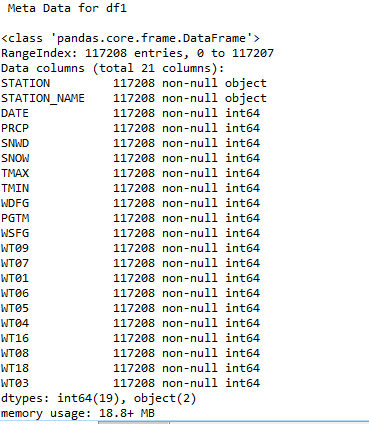 Meta Data for df1
<class 'pandas.core.frame.DataFrame'>
RangeIndex: 117208 entries, 0 to 117207
Data columns (total 21 columns):
STATION         117208 non-null object
STATION_NAME    117208 non-null object
DATE            117208 non-null int64
PRCP            117208 non-null int64
SNWD            117208 non-null int64
SNOW            117208 non-null int64
TMAX            117208 non-null int64
TMIN            117208 non-null int64
WDFG            117208 non-null int64
PGTM            117208 non-null int64
WSFG            117208 non-null int64
WT09            117208 non-null int64
WT07            117208 non-null int64
WT01            117208 non-null int64
WT06            117208 non-null int64
WT05            117208 non-null int64
WT04            117208 non-null int64
WT16            117208 non-null int64
WT08            117208 non-null int64
WT18            117208 non-null int64
WT03            117208 non-null int64
dtypes: int64(19), object(2)
memory usage: 18.8+ MB